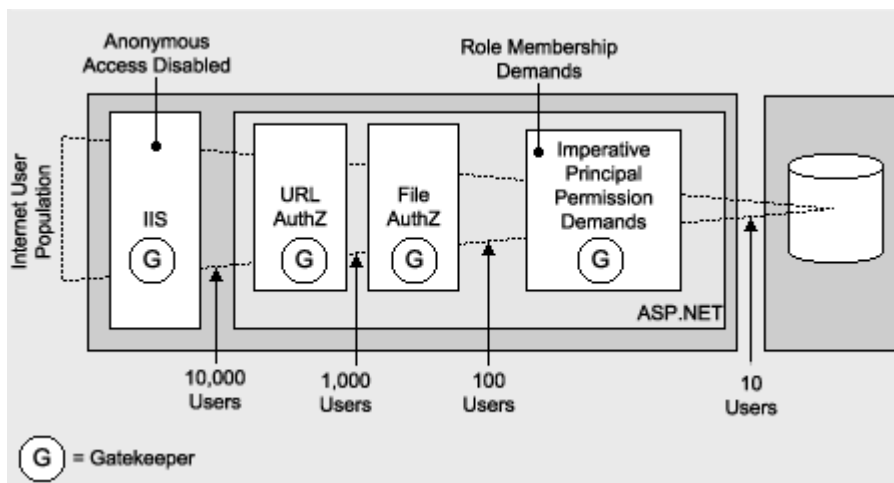 Anonymous
Access Disabled
Role Membership
Demands
Internet User
Population
IIS
G
URL
AuthZ
G
File
AuthZ
G
Imperative
Principal
Permission
Demands
G
ASP.NET
10,000
Users
1,000
Users
100
Users
10
Users
G = Gatekeeper